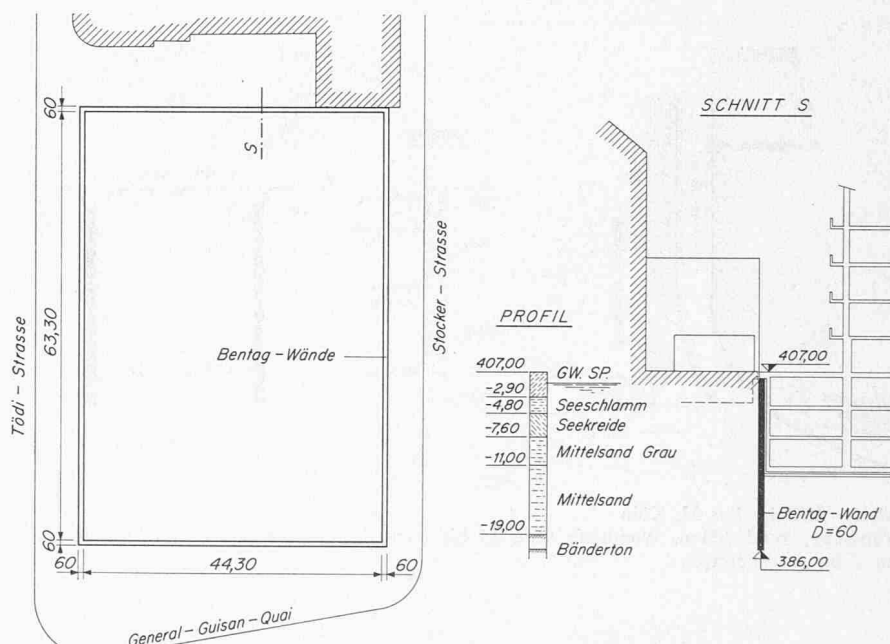 60
S
Tödi - Strasse
63,30
Stocker - Strasse
Bentag - Wände
60
60
44,30
60
General - Guisan - Quai
PROFIL
407,00
GW. SP.
-2,90
-4,80
Seeschlamm
-7,60
Seekreide
-11,00
Mittelsand Grau
Mittelsand
-19,00
Bänderton
SCHNITT S
407,00
Bentag - Wand
D=60
386,00